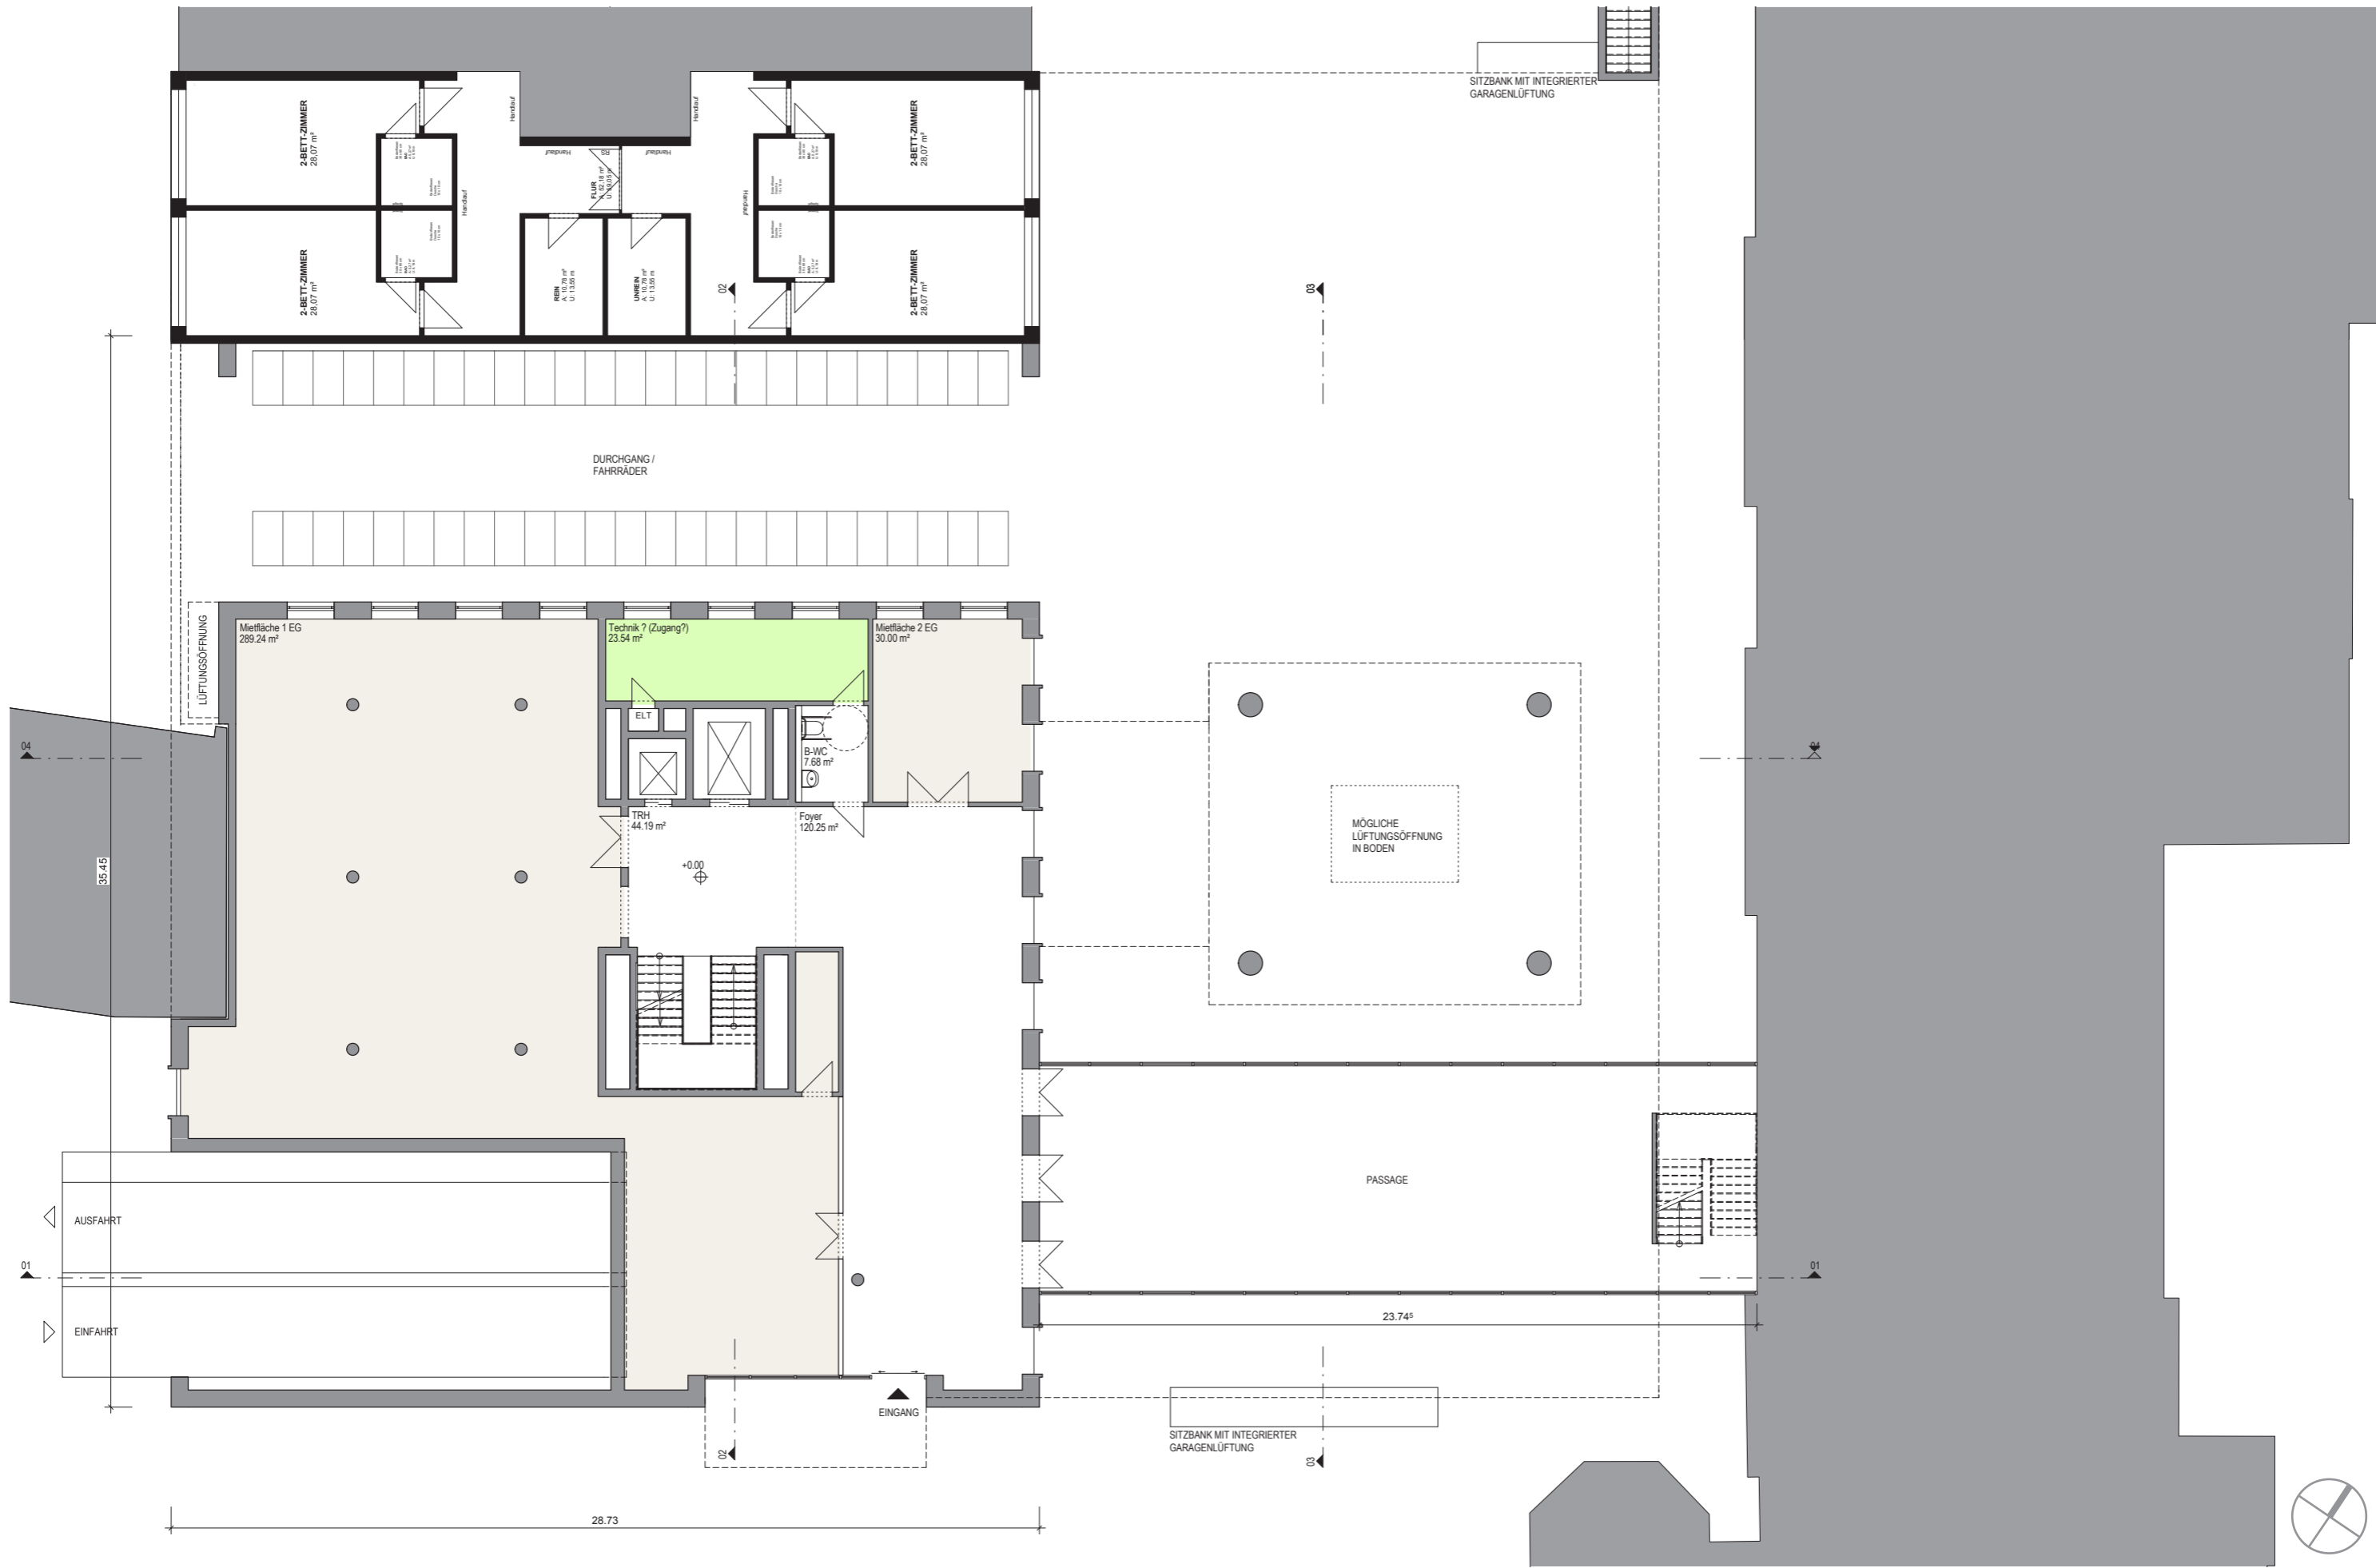 SITZBANK MIT INTEGRIERTER
GARAGENLÜFTUNG
2-BETT-ZIMMER
28,07 m²
Handlauf
Handlauf
2-BETT-ZIMMER
28,07 m²
Handlauf
RS
Handlauf
FLUR
Handlauf
Handlauf
2-BETT-ZIMMER
28,07 m²
REIN
A: 10,78 m²
U: 13,55 m
UNREIN
A: 10,78 m²
U: 13,55 m
2-BETT-ZIMMER
28,07 m²
02
03
DURCHGANG /
FAHRRÄDER
LÜFTUNGSÖFFNUNG
Mietfläche 1 EG
289.24 m²
Technik ? (Zugang?)
23.54 m²
Mietfläche 2 EG
30.00 m²
ELT
B-WC
7.68 m²
04
04
TRH
44.19 m²
Foyer
120.25 m²
+0.00
MÖGLICHE
LÜFTUNGSÖFFNUNG
IN BODEN
35.45
PASSAGE
AUSFAHRT
01
01
EINFAHRT
23.74⁵
EINGANG
SITZBANK MIT INTEGRIERTER
GARAGENLÜFTUNG
02
03
28.73